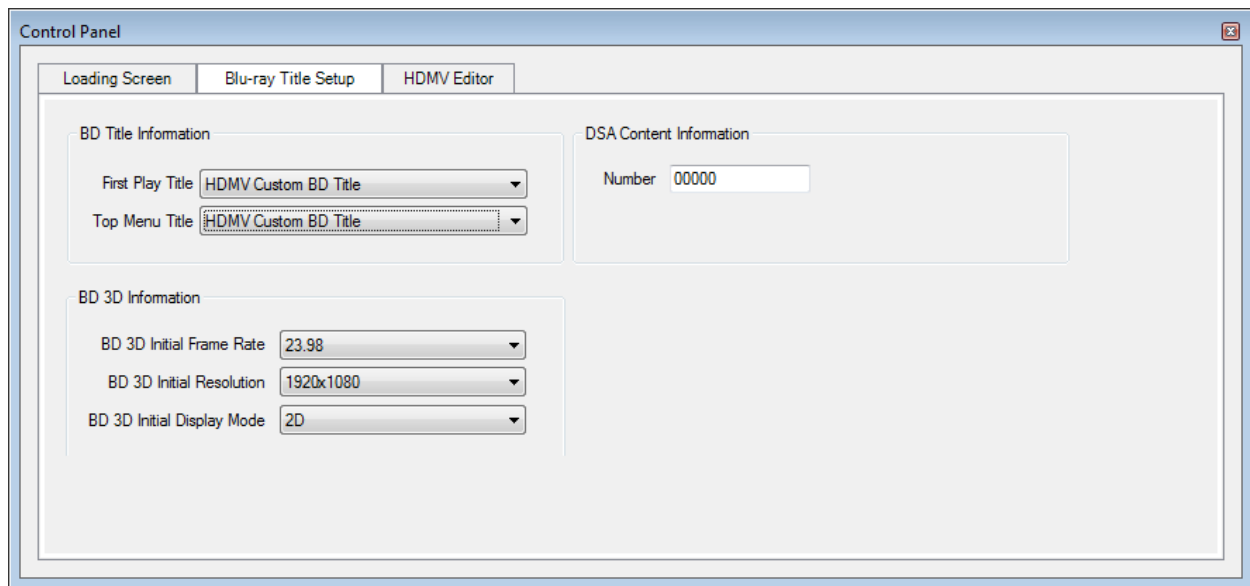 Control Panel
Loading Screen Blu-ray Title Setup HDMV Editor
BD Title Information
First Play Title HDMV Custom BD Title
Top Menu Title HDMV Custom BD Title
DSA Content Information
Number 00000
BD 3D Information
BD 3D Initial Frame Rate 23.98
BD 3D Initial Resolution 1920x1080
BD 3D Initial Display Mode 2D